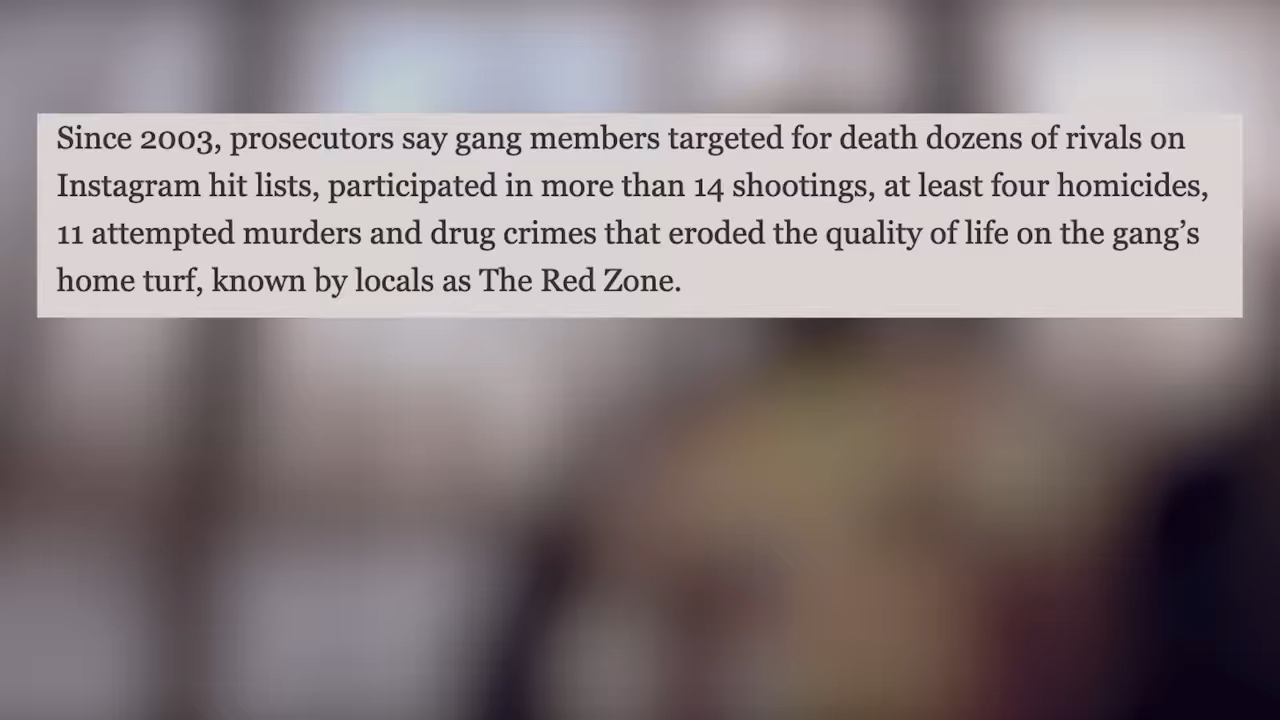 Since 2003, prosecutors say gang members targeted for death dozens of rivals on
Instagram hit lists, participated in more than 14 shootings, at least four homicides,
11 attempted murders and drug crimes that eroded the quality of life on the gang’s
home turf, known by locals as The Red Zone.